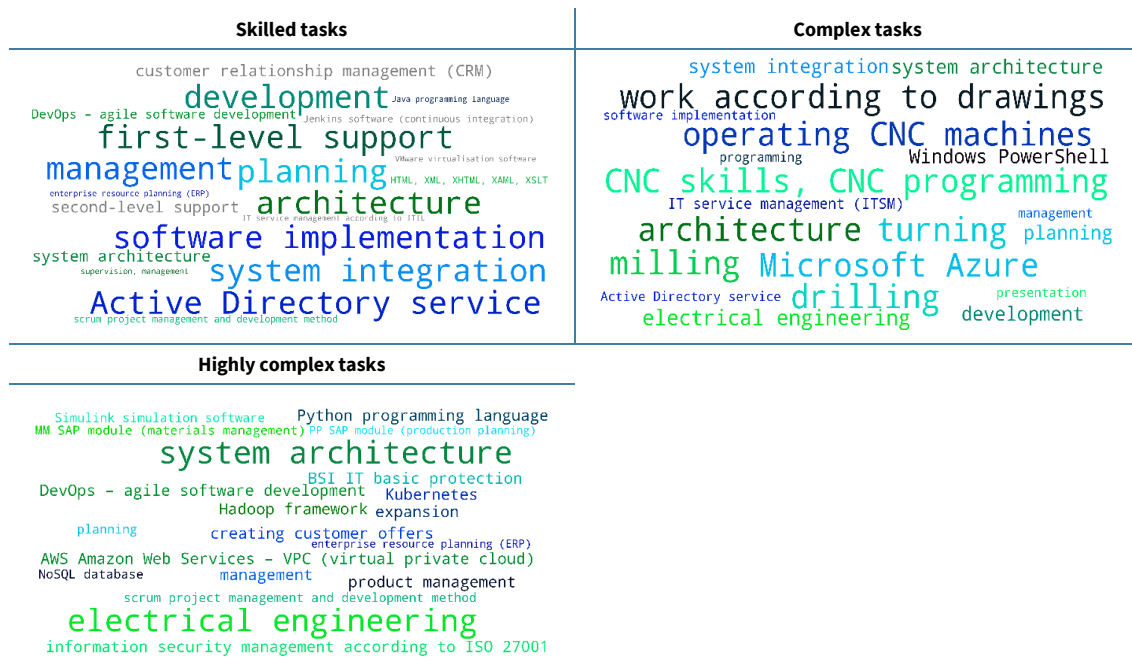 Skilled tasks
customer relationship management (CRM)
development
Java programming language
DevOps – agile software development
Jenkins software (continuous integration)
first-level support
VMware virtualisation software
management
planning
HTML, XML, XHTML, XAML, XSLT
enterprise resource planning (ERP)
second-level support
architecture
IT service management according to ITIL
software implementation
system architecture
supervision, management
system integration
Active Directory service
scrum project management and development method
Complex tasks
system integration
system architecture
work according to drawings
software implementation
operating CNC machines
programming
Windows PowerShell
CNC skills, CNC programming
IT service management (ITSM)
management
architecture
turning
planning
milling
Microsoft Azure
Active Directory service
drilling
presentation
electrical engineering
development
Highly complex tasks
Simulink simulation software
Python programming language
MM SAP module (materials management)
PP SAP module (production planning)
system architecture
BSI IT basic protection
DevOps – agile software development
Kubernetes
Hadoop framework
expansion
planning
creating customer offers
enterprise resource planning (ERP)
AWS Amazon Web Services – VPC (virtual private cloud)
NoSQL database
management
product management
scrum project management and development method
electrical engineering
information security management according to ISO 27001